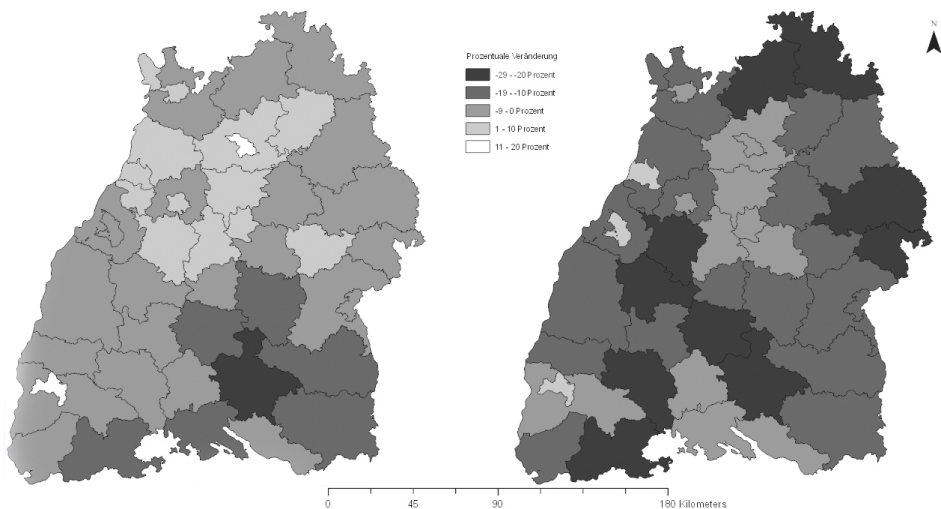 N
Prozentuale Veränderung
-29 - -20 Prozent
-19 - -10 Prozent
-9 - 0 Prozent
1 - 10 Prozent
11 - 20 Prozent
0 45 90 180 Kilometers